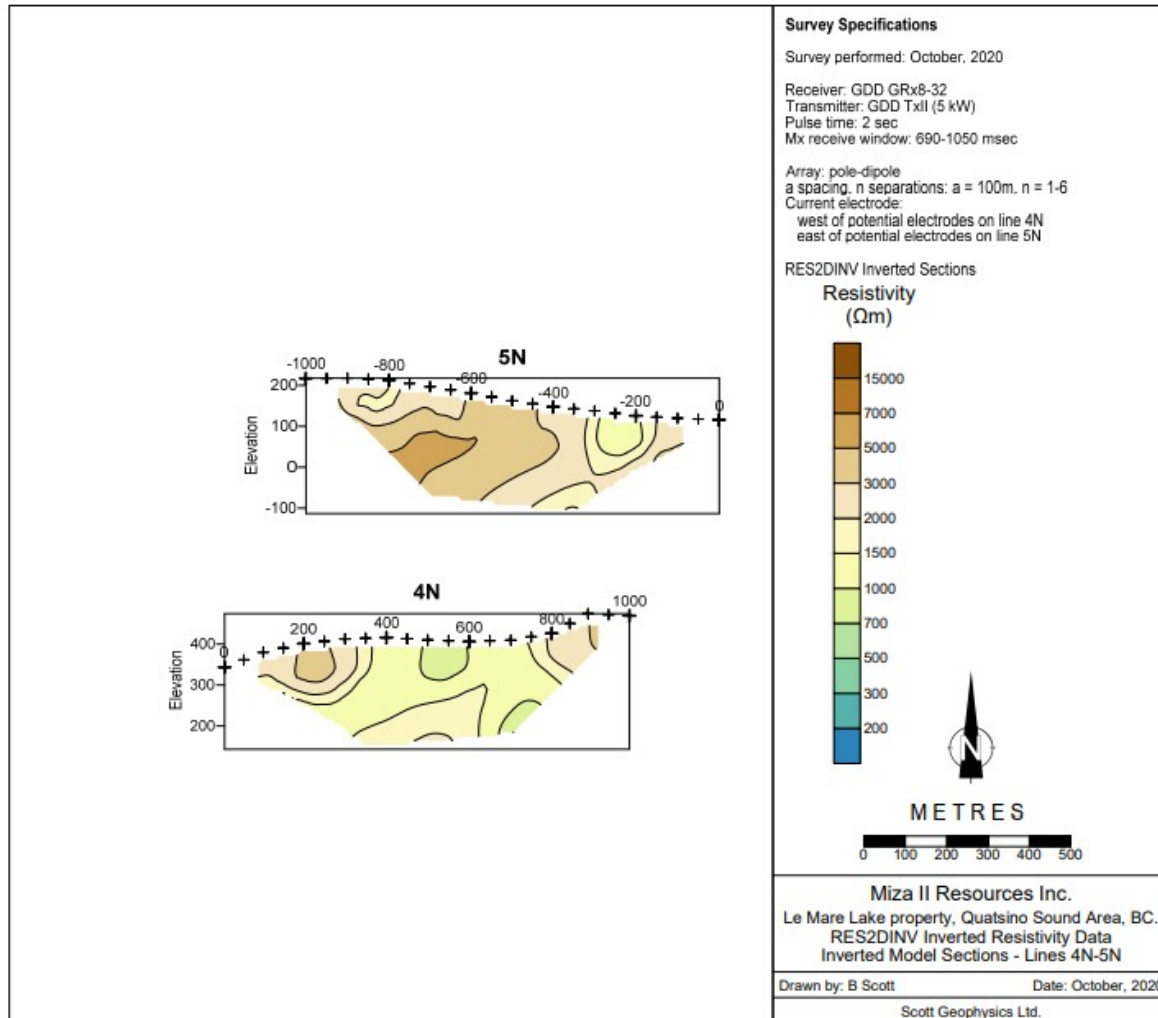 Survey Specifications
Survey performed: October, 2020
Receiver: GDD GRx8-32
Transmitter: GDD TxII (5 kW)
Pulse time: 2 sec
Mx receive window: 690-1050 msec
Array: pole-dipole
a spacing, n separations: a = 100m, n = 1-6
Current electrode:
west of potential electrodes on line 4N
east of potential electrodes on line 5N
RES2DINV Inverted Sections
Resistivity
(Ωm)
15000
7000
5000
3000
2000
1500
1000
700
500
300
200
5N
-1000 -800 -600 -400 -200 0
Elevation
200
100
0
-100
4N
0 200 400 600 800 1000
Elevation
400
300
200
N
METRES
0 100 200 300 400 500
Miza II Resources Inc.
Le Mare Lake property, Quatsino Sound Area, BC.
RES2DINV Inverted Resistivity Data
Inverted Model Sections - Lines 4N-5N
Drawn by: B Scott Date: October, 2020
Scott Geophysics Ltd.